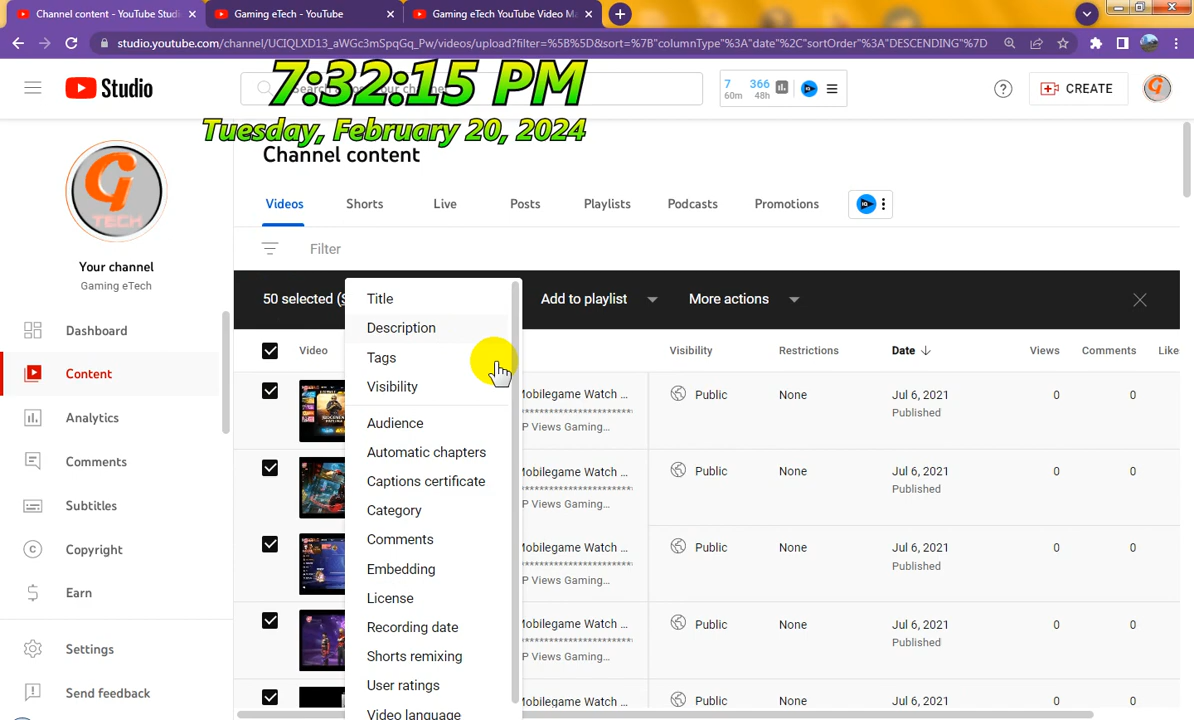 Channel content - YouTube Studi
Gaming eTech - YouTube
Gaming eTech YouTube Video Ma
studio.youtube.com/channel/UCIQLXD13_aWGc3mSpqGq_Pw/videos/upload?filter=%5B%5D&sort=%7B"columnType"%3A"date"%2C"sortOrder"%3A"DESCENDING"%7D
Studio
7:32:15 PM
7 60m
366 48h
IQ
CREATE
G
Tuesday, February 20, 2024
Channel content
G TECH
Your channel
Gaming eTech
Dashboard
Content
Analytics
Comments
Subtitles
Copyright
Earn
Settings
Send feedback
Videos
Shorts
Live
Posts
Playlists
Podcasts
Promotions
IQ
Filter
50 selected (S
Add to playlist
More actions
Title
Description
Tags
Visibility
Audience
Automatic chapters
Captions certificate
Category
Comments
Embedding
License
Recording date
Shorts remixing
User ratings
Video language
Video
Visibility
Restrictions
Date
Views
Comments
Like
Mobilegame Watch ...
*********************
P Views Gaming...
Public
None
Jul 6, 2021
Published
0
0
Mobilegame Watch ...
*********************
P Views Gaming...
Public
None
Jul 6, 2021
Published
0
0
Mobilegame Watch ...
*********************
P Views Gaming...
Public
None
Jul 6, 2021
Published
0
0
Mobilegame Watch ...
*********************
P Views Gaming...
Public
None
Jul 6, 2021
Published
0
0
Mobilegame Watch ...
Public
None
Jul 6, 2021
0
0